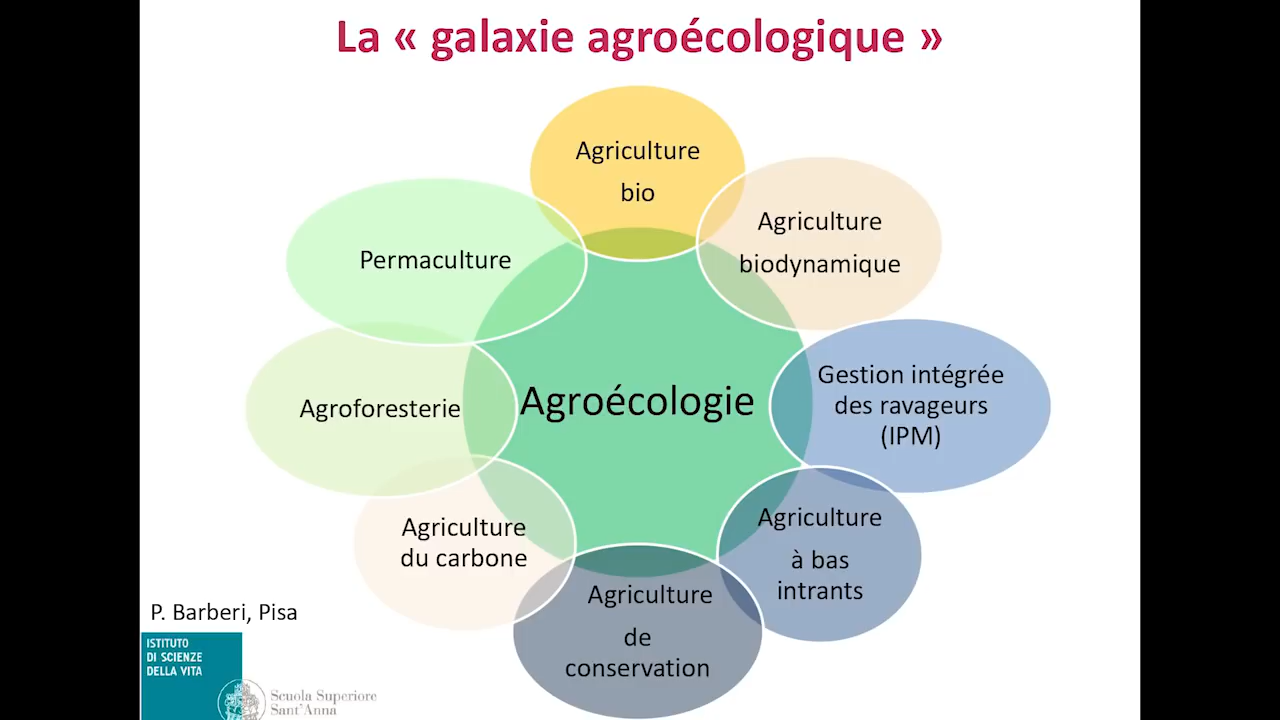 La « galaxie agroécologique »
Agriculture
bio
Agriculture
biodynamique
Permaculture
Gestion intégrée
des ravageurs
(IPM)
Agroécologie
Agroforesterie
Agriculture
à bas
intrants
Agriculture
du carbone
Agriculture
de
conservation
P. Barberi, Pisa
ISTITUTO
DI SCIENZE
DELLA VITA
Scuola Superiore
Sant'Anna